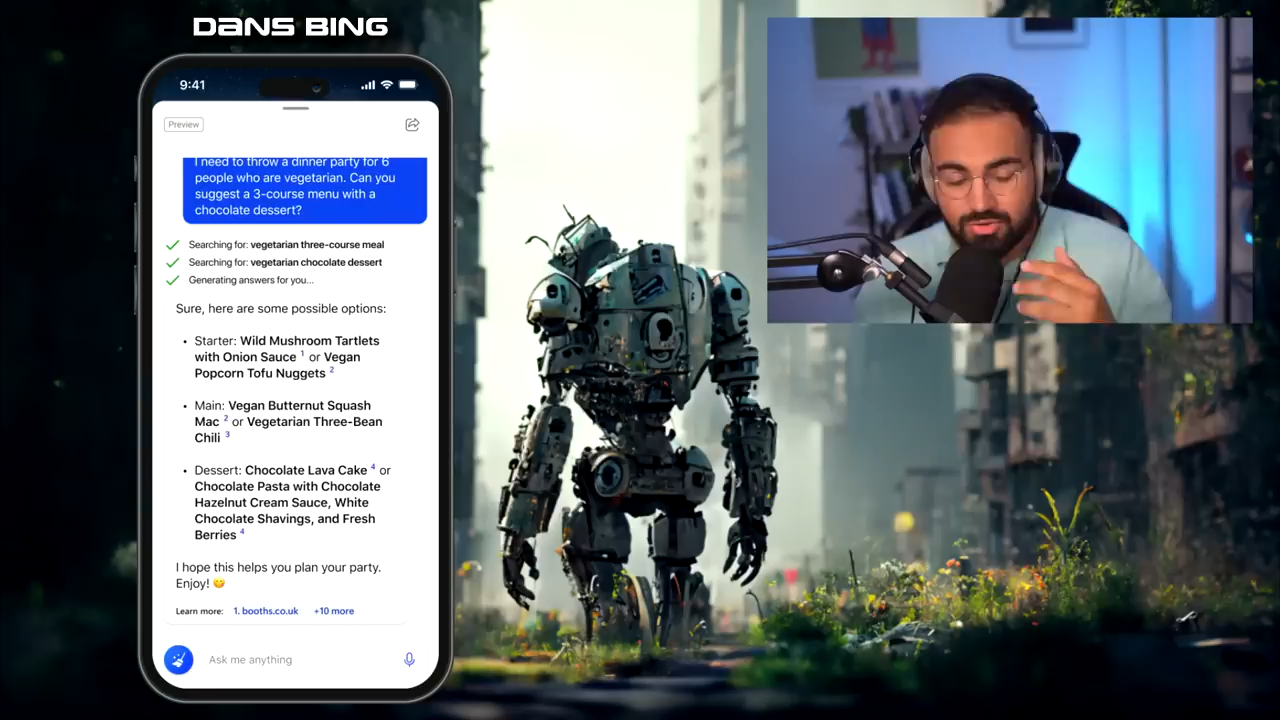 DANS BING
9:41
Preview
I need to throw a dinner party for 6
people who are vegetarian. Can you
suggest a 3-course menu with a
chocolate dessert?
Searching for: vegetarian three-course meal
Searching for: vegetarian chocolate dessert
Generating answers for you...
Sure, here are some possible options:
• Starter: Wild Mushroom Tartlets
with Onion Sauce 1 or Vegan
Popcorn Tofu Nuggets 2
• Main: Vegan Butternut Squash
Mac 2 or Vegetarian Three-Bean
Chili 3
• Dessert: Chocolate Lava Cake 4 or
Chocolate Pasta with Chocolate
Hazelnut Cream Sauce, White
Chocolate Shavings, and Fresh
Berries 4
I hope this helps you plan your party.
Enjoy! 😋
Learn more: 1. booths.co.uk +10 more
Ask me anything